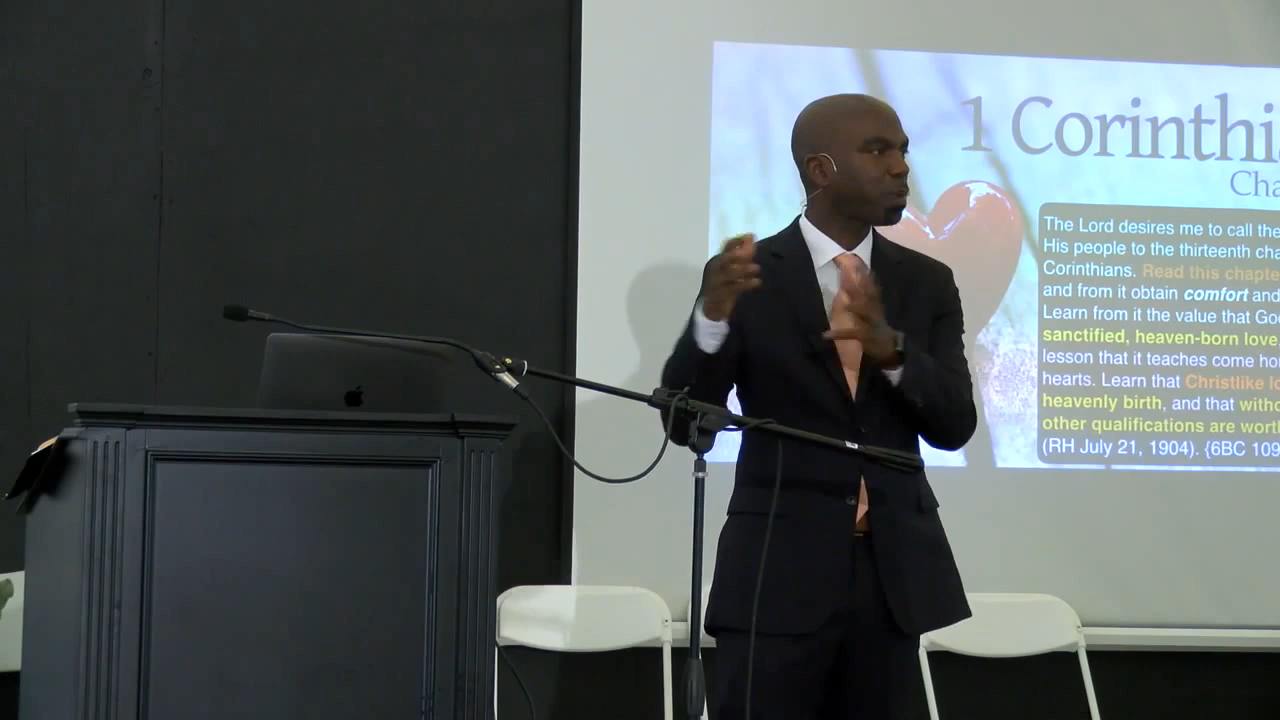 1 Corinthi
Cha
The Lord desires me to call the
His people to the thirteenth cha
Corinthians. Read this chapte
and from it obtain comfort and
Learn from it the value that Go
sanctified, heaven-born love,
lesson that it teaches come ho
hearts. Learn that Christlike lo
heavenly birth, and that witho
other qualifications are wort
(RH July 21, 1904). {6BC 109